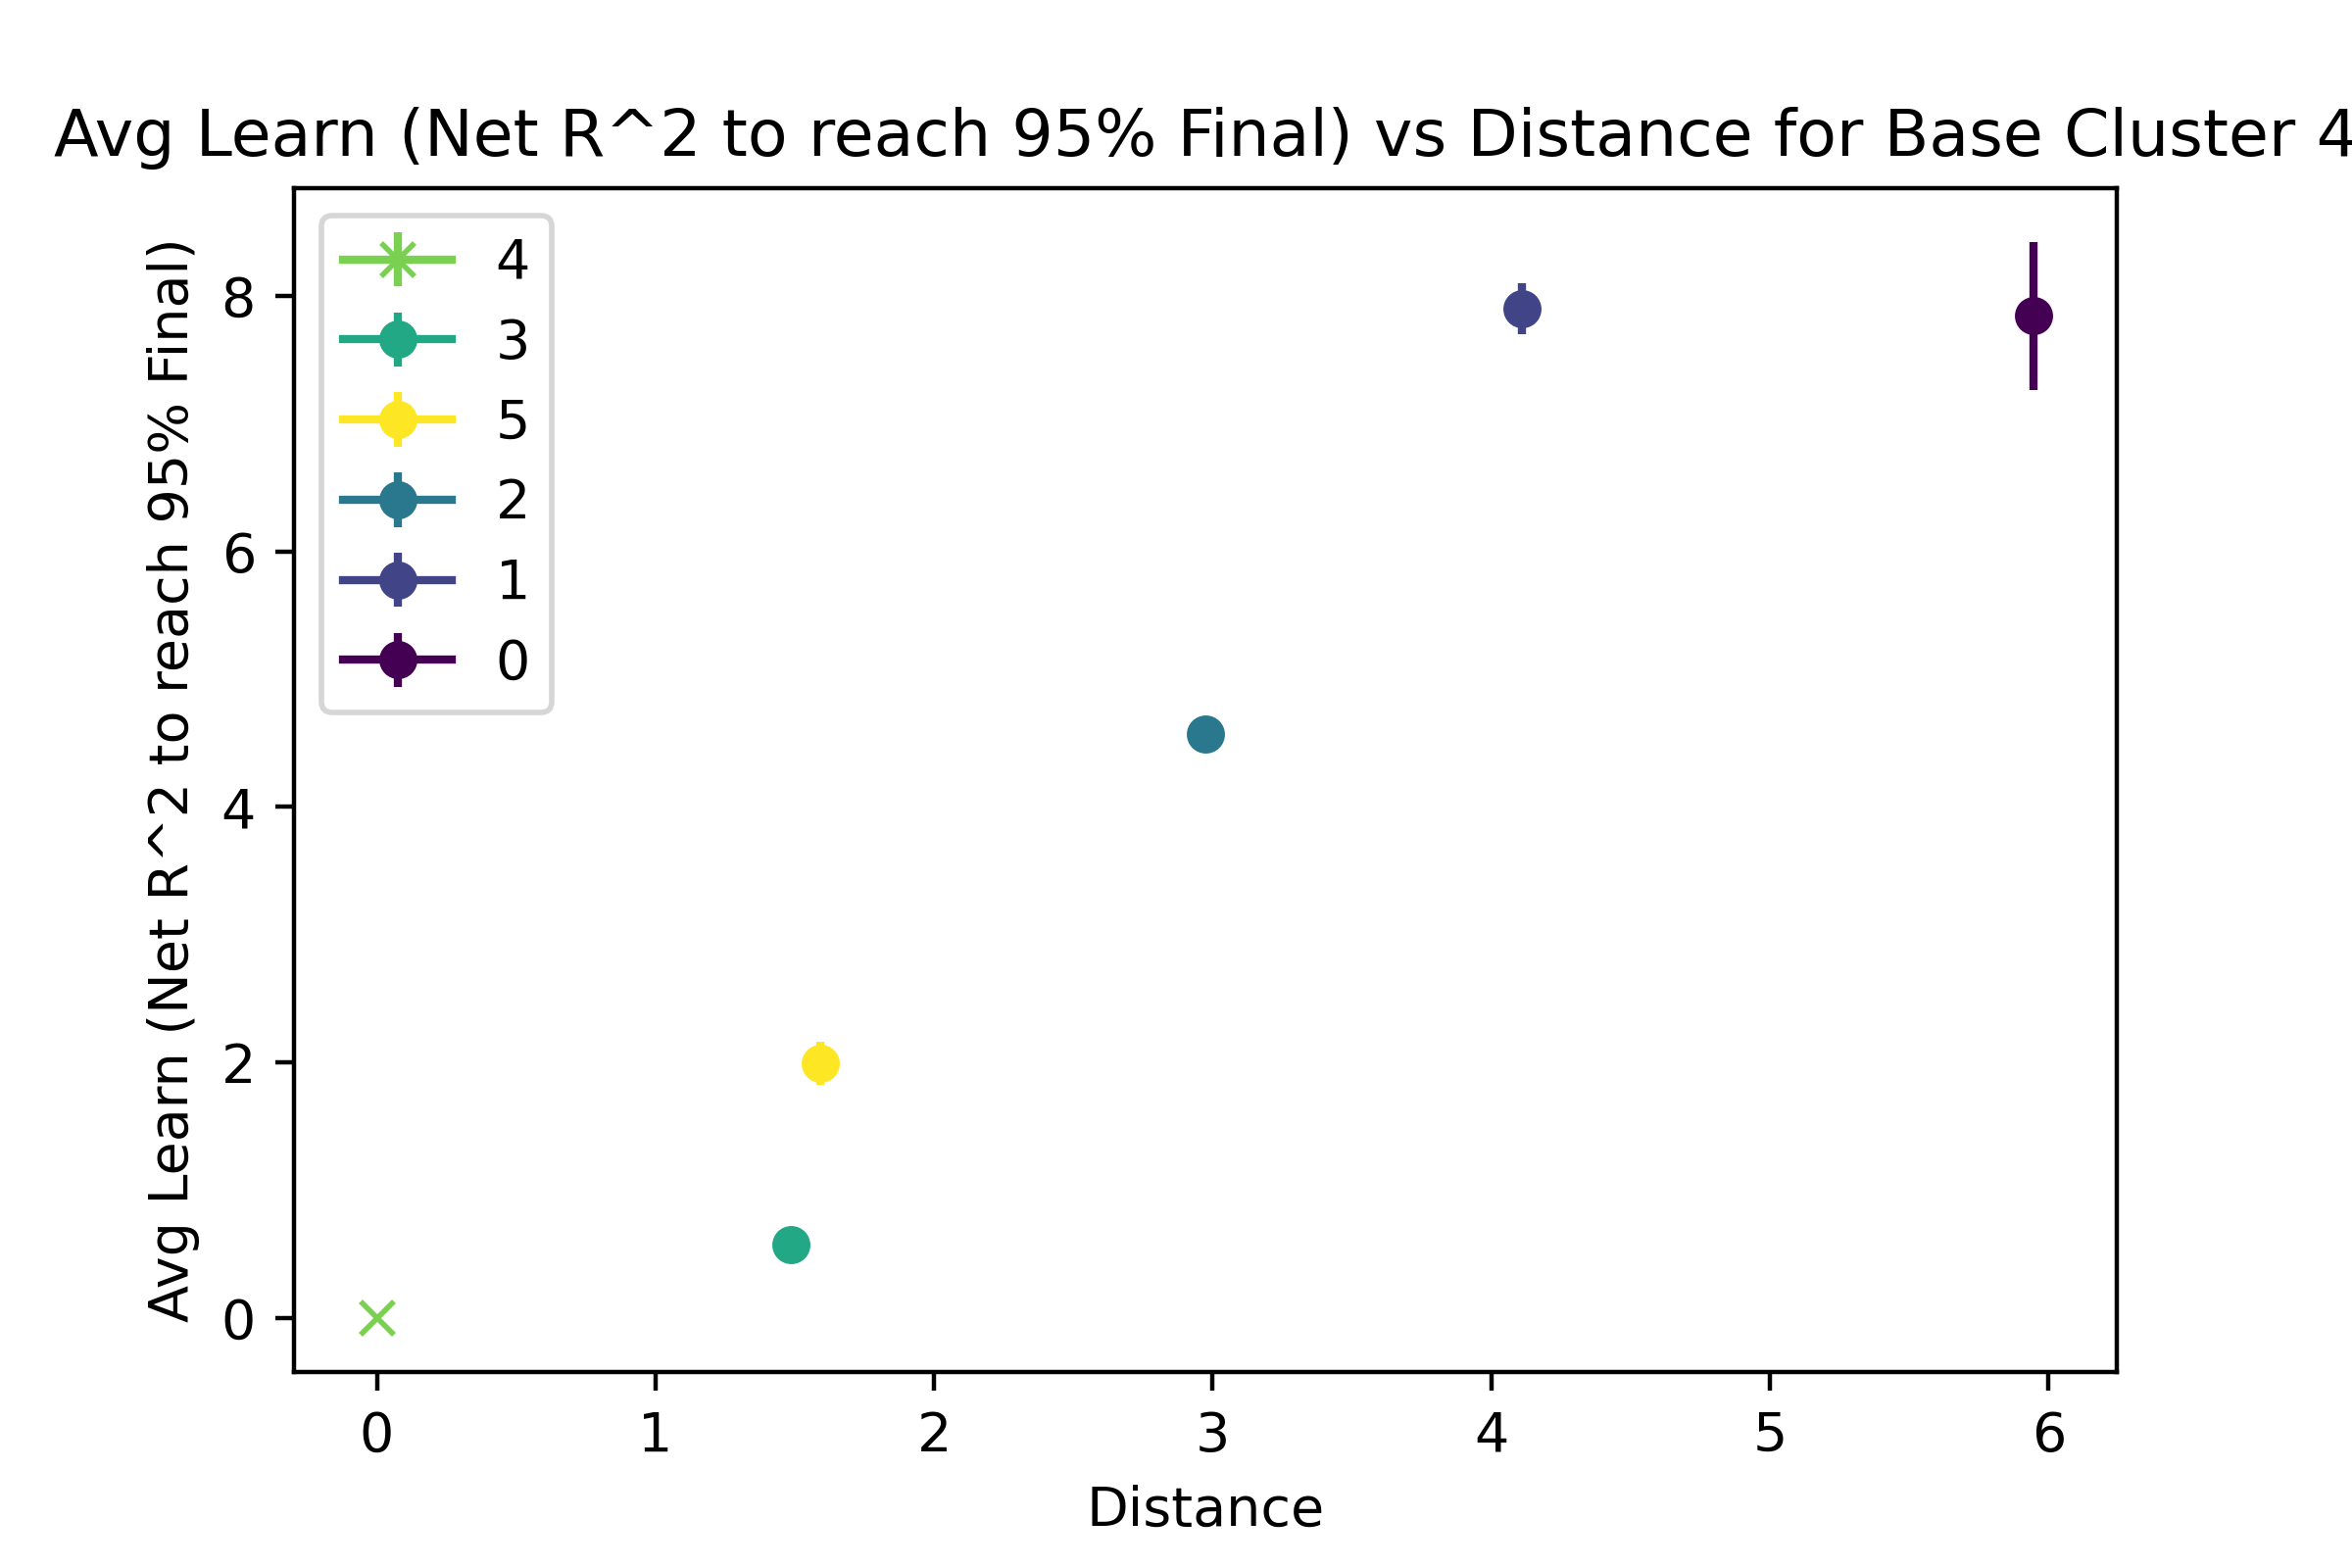 Avg Learn (Net R^2 to reach 95% Final) vs Distance for Base Cluster 4
Avg Learn (Net R^2 to reach 95% Final)
8
6
4
2
0
4
3
5
2
1
0
0 1 2 3 4 5 6
Distance